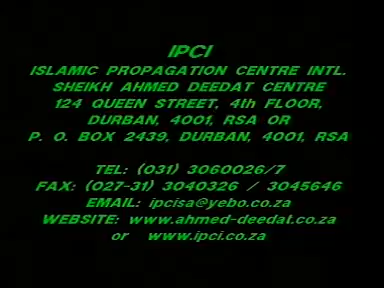 IPCI
ISLAMIC PROPAGATION CENTRE INTL.
SHEIKH AHMED DEEDAT CENTRE
124 QUEEN STREET, 4th FLOOR,
DURBAN, 4001, RSA OR
P. O. BOX 2439, DURBAN, 4001, RSA
TEL: (031) 3060026/7
FAX: (027-31) 3040326 / 3045646
EMAIL: ipcisa@yebo.co.za
WEBSITE: www.ahmed-deedat.co.za
or www.ipci.co.za